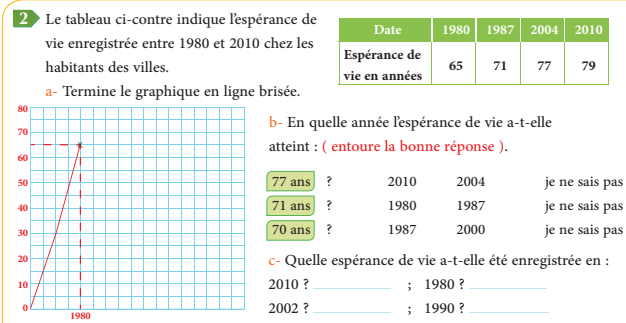 2 Le tableau ci-contre indique l'espérance de
vie enregistrée entre 1980 et 2010 chez les
habitants des villes.
Date 1980 1987 2004 2010
Espérance de
vie en années 65 71 77 79
a- Termine le graphique en ligne brisée.
80
70
60
50
40
30
20
10
0
1980
b- En quelle année l'espérance de vie a-t-elle
atteint : ( entoure la bonne réponse ).
77 ans ? 2010 2004 je ne sais pas
71 ans ? 1980 1987 je ne sais pas
70 ans ? 1987 2000 je ne sais pas
c- Quelle espérance de vie a-t-elle été enregistrée en :
2010 ? ; 1980 ?
2002 ? ; 1990 ?